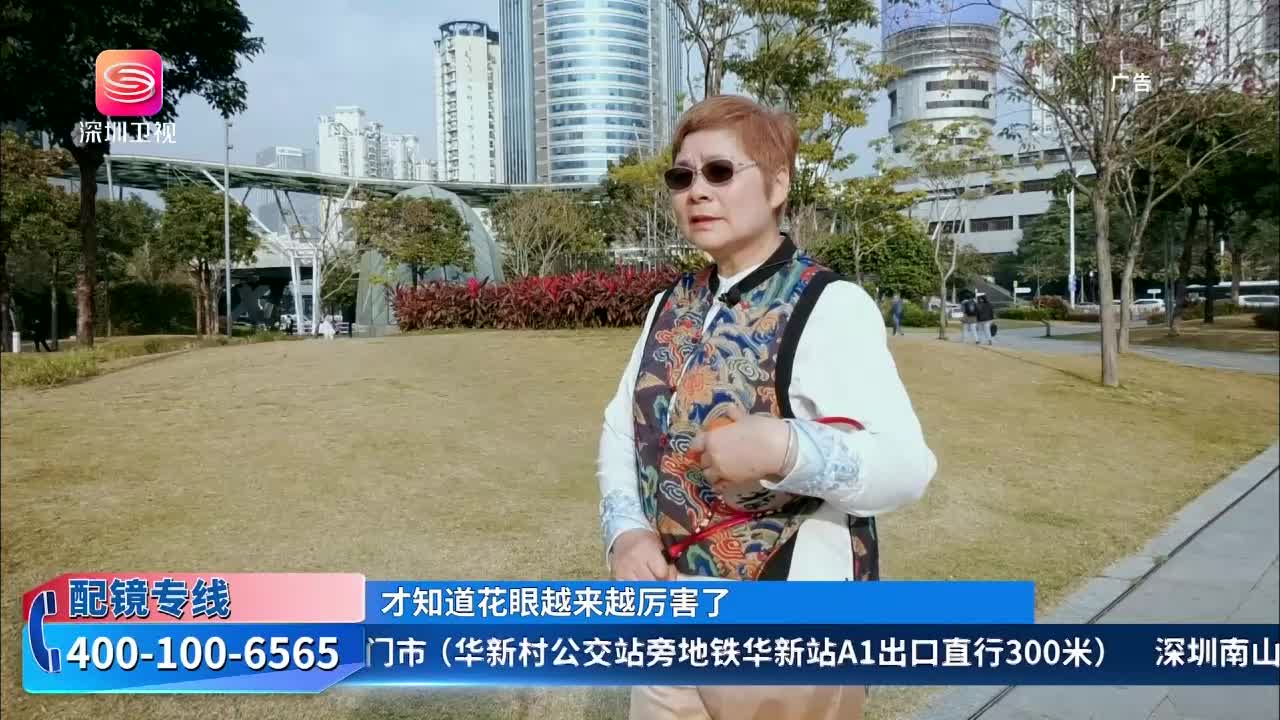 深圳卫视
广告
配镜专线
400-100-6565
才知道花眼越来越厉害了
门市（华新村公交站旁地铁华新站A1出口直行300米） 深圳南山